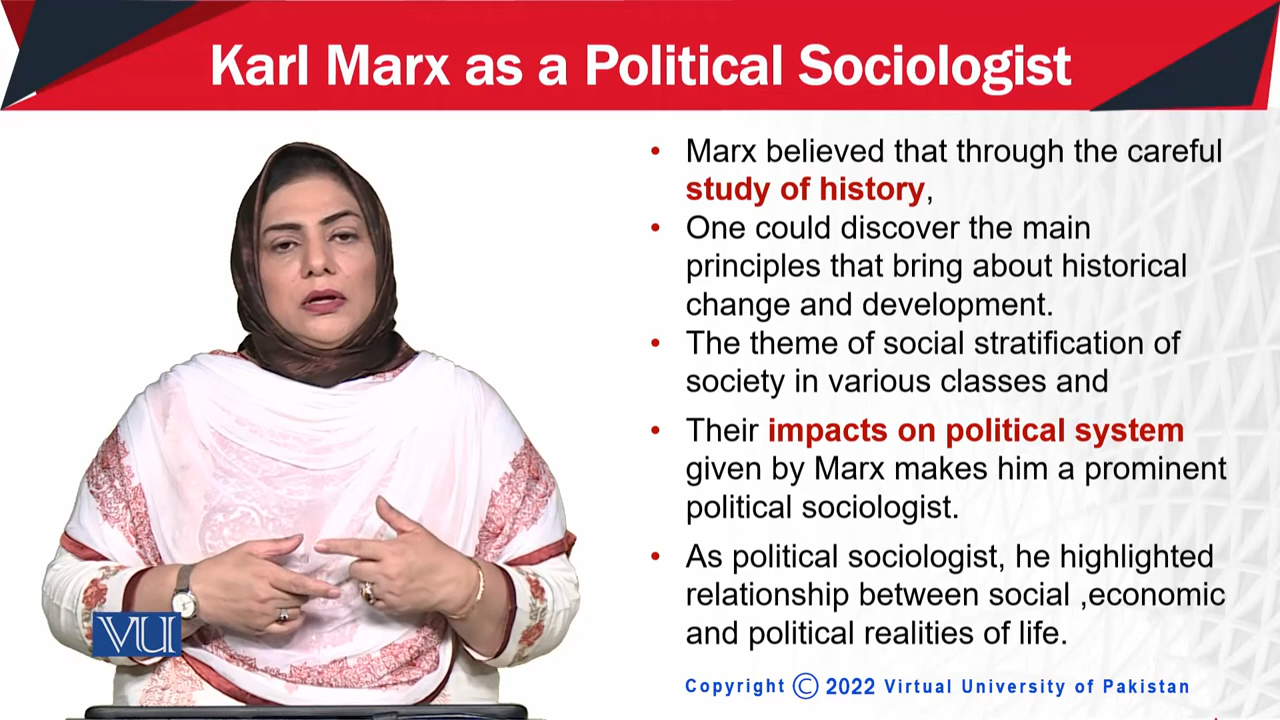 Karl Marx as a Political Sociologist
• Marx believed that through the careful
study of history,
• One could discover the main
principles that bring about historical
change and development.
• The theme of social stratification of
society in various classes and
• Their impacts on political system
given by Marx makes him a prominent
political sociologist.
• As political sociologist, he highlighted
relationship between social ,economic
and political realities of life.
VU
Copyright © 2022 Virtual University of Pakistan